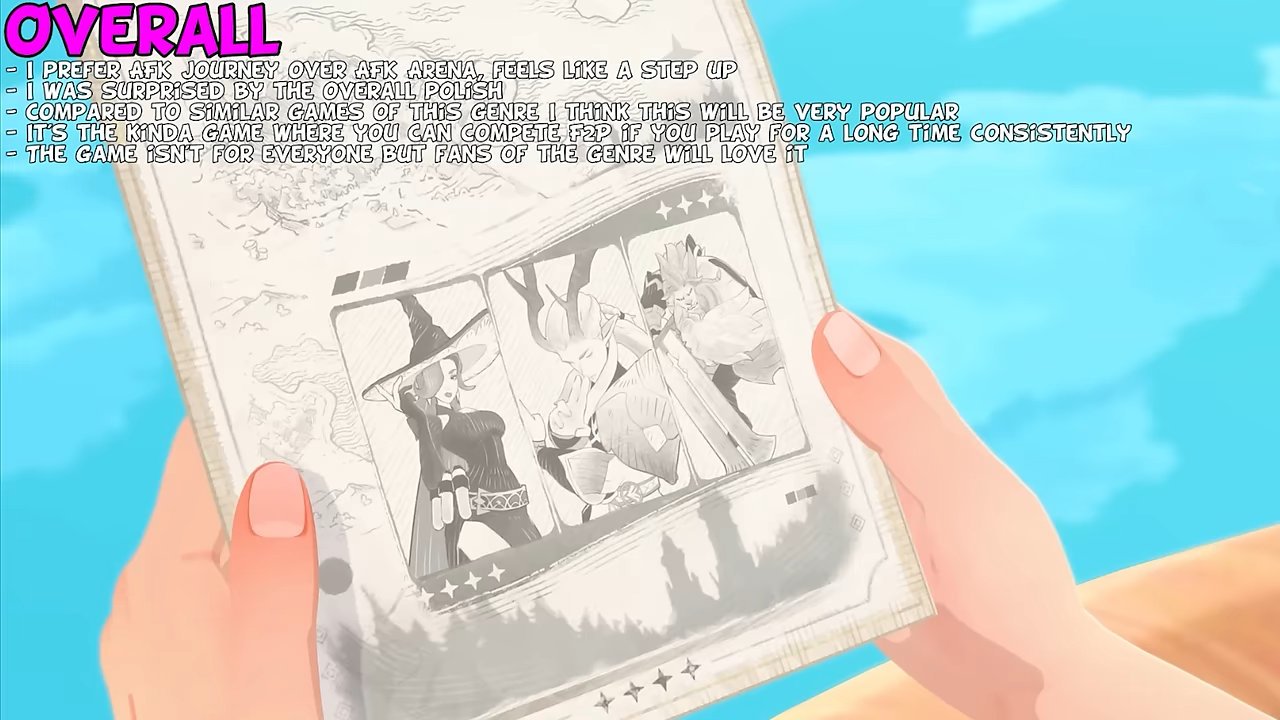 OVERALL
- I PREFER AFK JOURNEY OVER AFK ARENA, FEELS LIKE A STEP UP
- I WAS SURPRISED BY THE OVERALL POLISH
- COMPARED TO SIMILAR GAMES OF THIS GENRE I THINK THIS WILL BE VERY POPULAR
- IT'S THE KINDA GAME WHERE YOU CAN COMPETE F2P IF YOU PLAY FOR A LONG TIME CONSISTENTLY
- THE GAME ISN'T FOR EVERYONE BUT FANS OF THE GENRE WILL LOVE IT